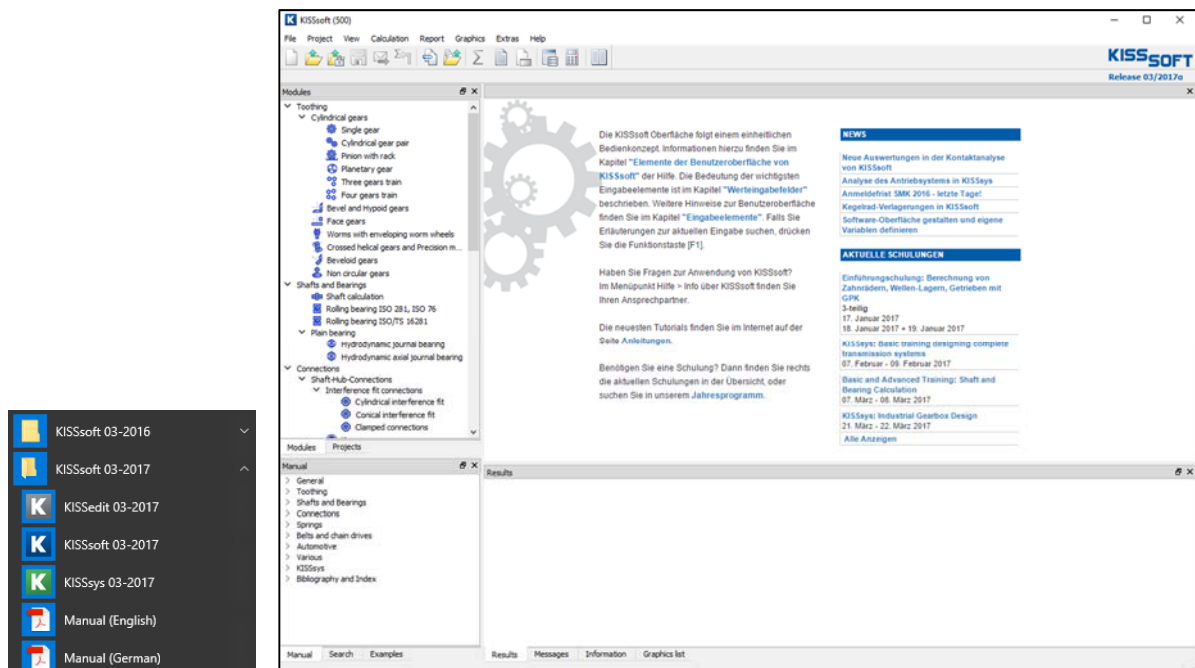 KISSsoft (500)
File Project View Calculation Report Graphics Extras Help
KISSSOFT
Release 03/2017a
Modules
Toothing
Cylindrical gears
Single gear
Cylindrical gear pair
Pinion with rack
Planetary gear
Three gears train
Four gears train
Bevel and Hypoid gears
Face gears
Worms with enveloping worm wheels
Crossed helical gears and Precision m...
Beveloid gears
Non circular gears
Shafts and Bearings
Shaft calculation
Rolling bearing ISO 281, ISO 76
Rolling bearing ISO/TS 16281
Plain bearing
Hydrodynamic journal bearing
Hydrodynamic axial journal bearing
Connections
Shaft-Hub-Connections
Interference fit connections
Cylindrical interference fit
Conical interference fit
Clamped connections
Modules Projects
Manual
General
Toothing
Shafts and Bearings
Connections
Springs
Belts and chain drives
Automotive
Various
KISSsys
Bibliography and Index
Manual Search Examples
Die KISSsoft Oberfläche folgt einem einheitlichen
Bedienkonzept. Informationen hierzu finden Sie im
Kapitel "Elemente der Benutzeroberfläche von
KISSsoft" der Hilfe. Die Bedeutung der wichtigsten
Eingabeelemente ist im Kapitel "Werteingabefelder"
beschrieben. Weitere Hinweise zur Benutzeroberfläche
finden Sie im Kapitel "Eingabeelemente". Falls Sie
Erläuterungen zur aktuellen Eingabe suchen, drücken
Sie die Funktionstaste [F1].
Haben Sie Fragen zur Anwendung von KISSsoft?
Im Menüpunkt Hilfe > Info über KISSsoft finden Sie
Ihren Ansprechpartner.
Die neuesten Tutorials finden Sie im Internet auf der
Seite Anleitungen.
Benötigen Sie eine Schulung? Dann finden Sie rechts
die aktuellen Schulungen in der Übersicht, oder
suchen Sie in unserem Jahresprogramm.
NEWS
Neue Auswertungen in der Kontaktanalyse
von KISSsoft
Analyse des Antriebsystems in KISSsys
Anmeldefrist SMK 2016 - letzte Tage!
Kegelrad-Verlagerungen in KISSsoft
Software-Oberfläche gestalten und eigene
Variablen definieren
AKTUELLE SCHULUNGEN
Einführungschulung: Berechnung von
Zahnrädern, Wellen-Lagern, Getrieben mit
GPK
3-teilig
17. Januar 2017
18. Januar 2017 + 19. Januar 2017
KISSsys: Basic training designing complete
transmission systems
07. Februar - 09. Februar 2017
Basic and Advanced Training: Shaft and
Bearing Calculation
07. März - 08. März 2017
KISSsys: Industrial Gearbox Design
21. März - 22. März 2017
Alle Anzeigen
Results
Results Messages Information Graphics list
KISSsoft 03-2016
KISSsoft 03-2017
K KISSedit 03-2017
K KISSsoft 03-2017
K KISSsys 03-2017
Manual (English)
Manual (German)